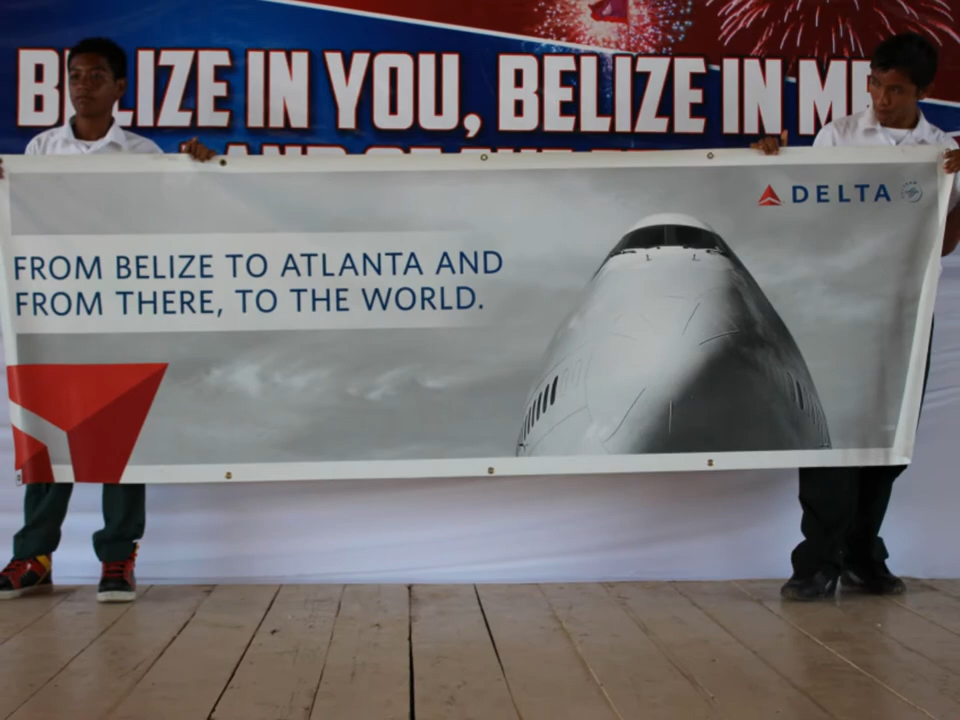 BELIZE IN YOU, BELIZE IN ME
DELTA
FROM BELIZE TO ATLANTA AND
FROM THERE, TO THE WORLD.